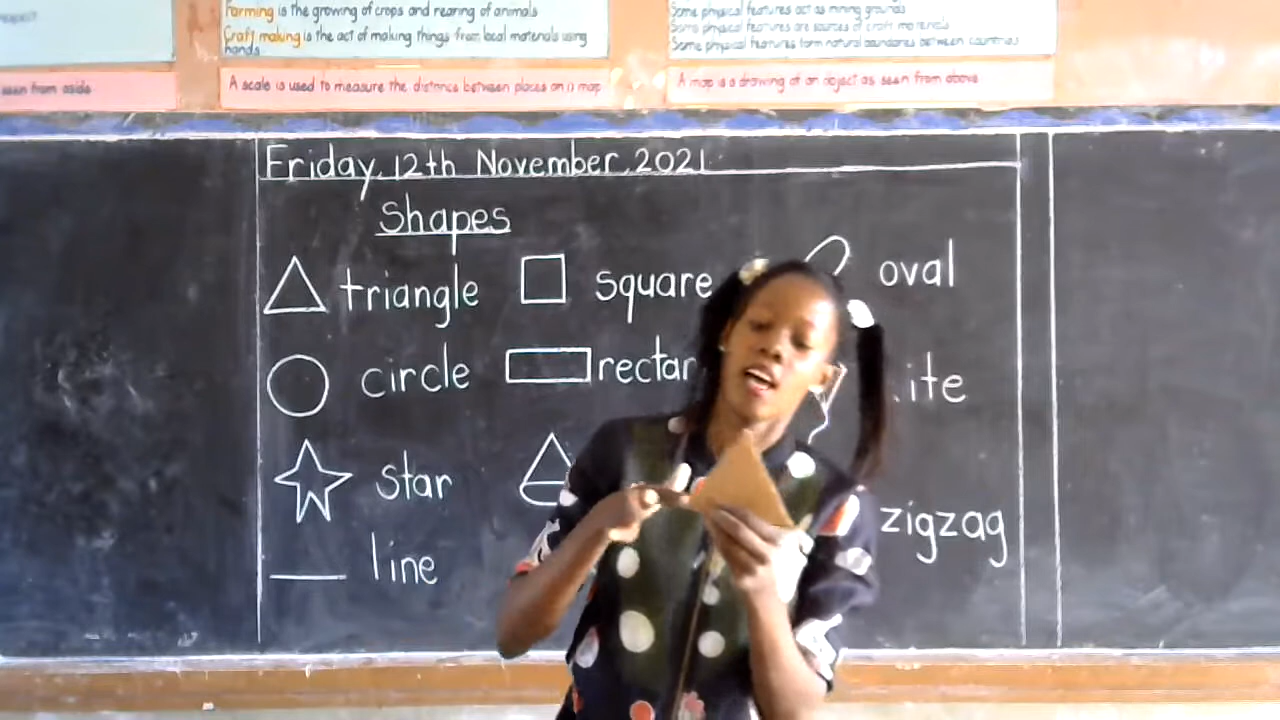 Farming is the growing of crops and rearing of animals
Craft making is the act of making things from local materials using
hands
Some physical features act as mining grounds
Some physical features are sources of craft materials
Some physical features form natural boundaries between countries
seen from aside
A scale is used to measure the distance between places on a map
A map is a drawing of an object as seen from above
Friday, 12th November, 2021
Shapes
triangle square oval
circle rectan ite
star zigzag
line